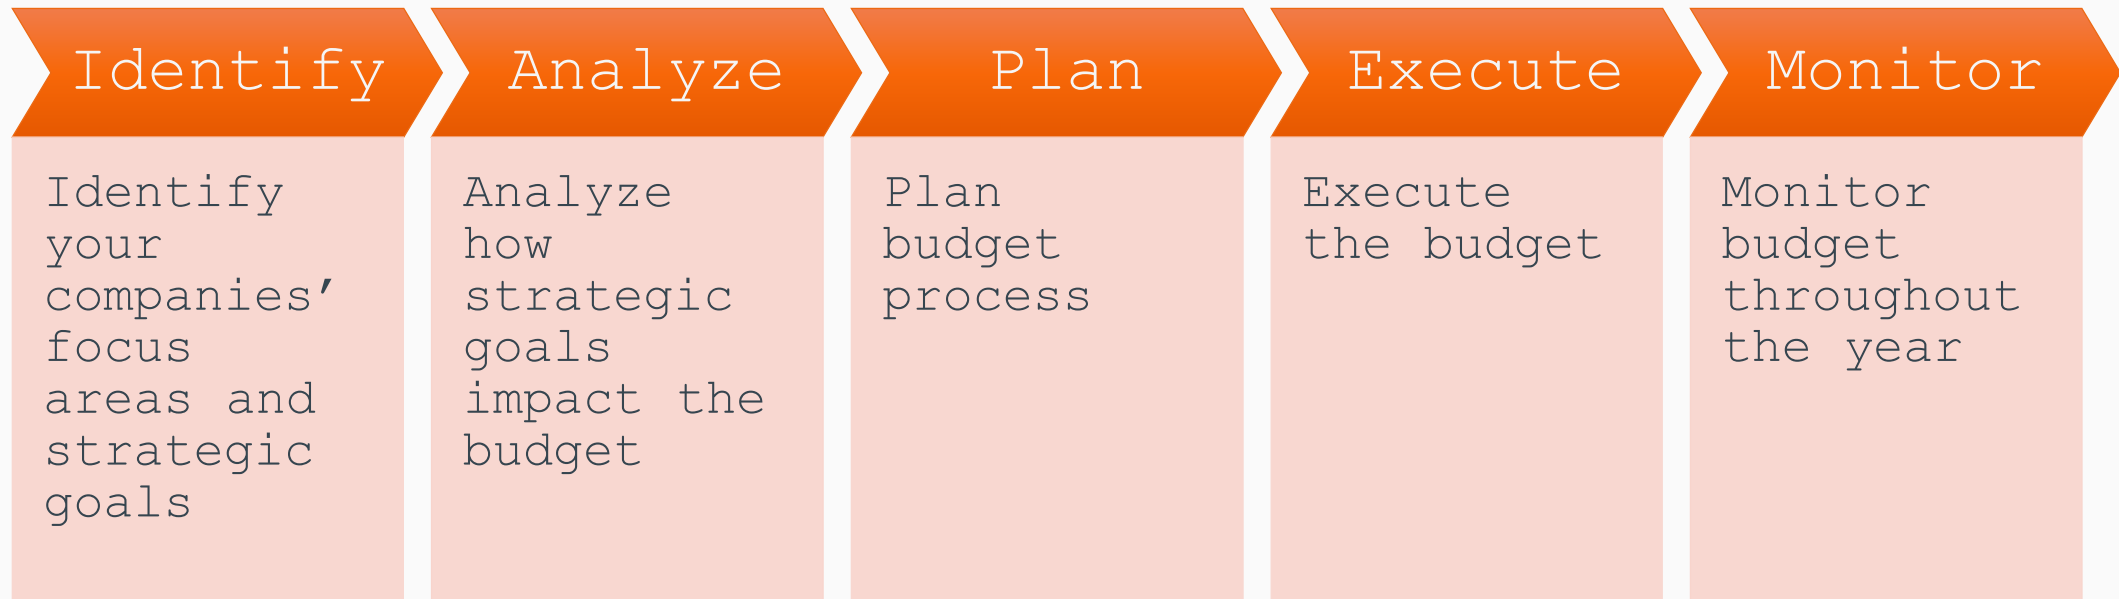 Identify
Analyze
Plan
Execute
Monitor
Identify
your
companies’
focus
areas and
strategic
goals
Analyze
how
strategic
goals
impact the
budget
Plan
budget
process
Execute
the budget
Monitor
budget
throughout
the year